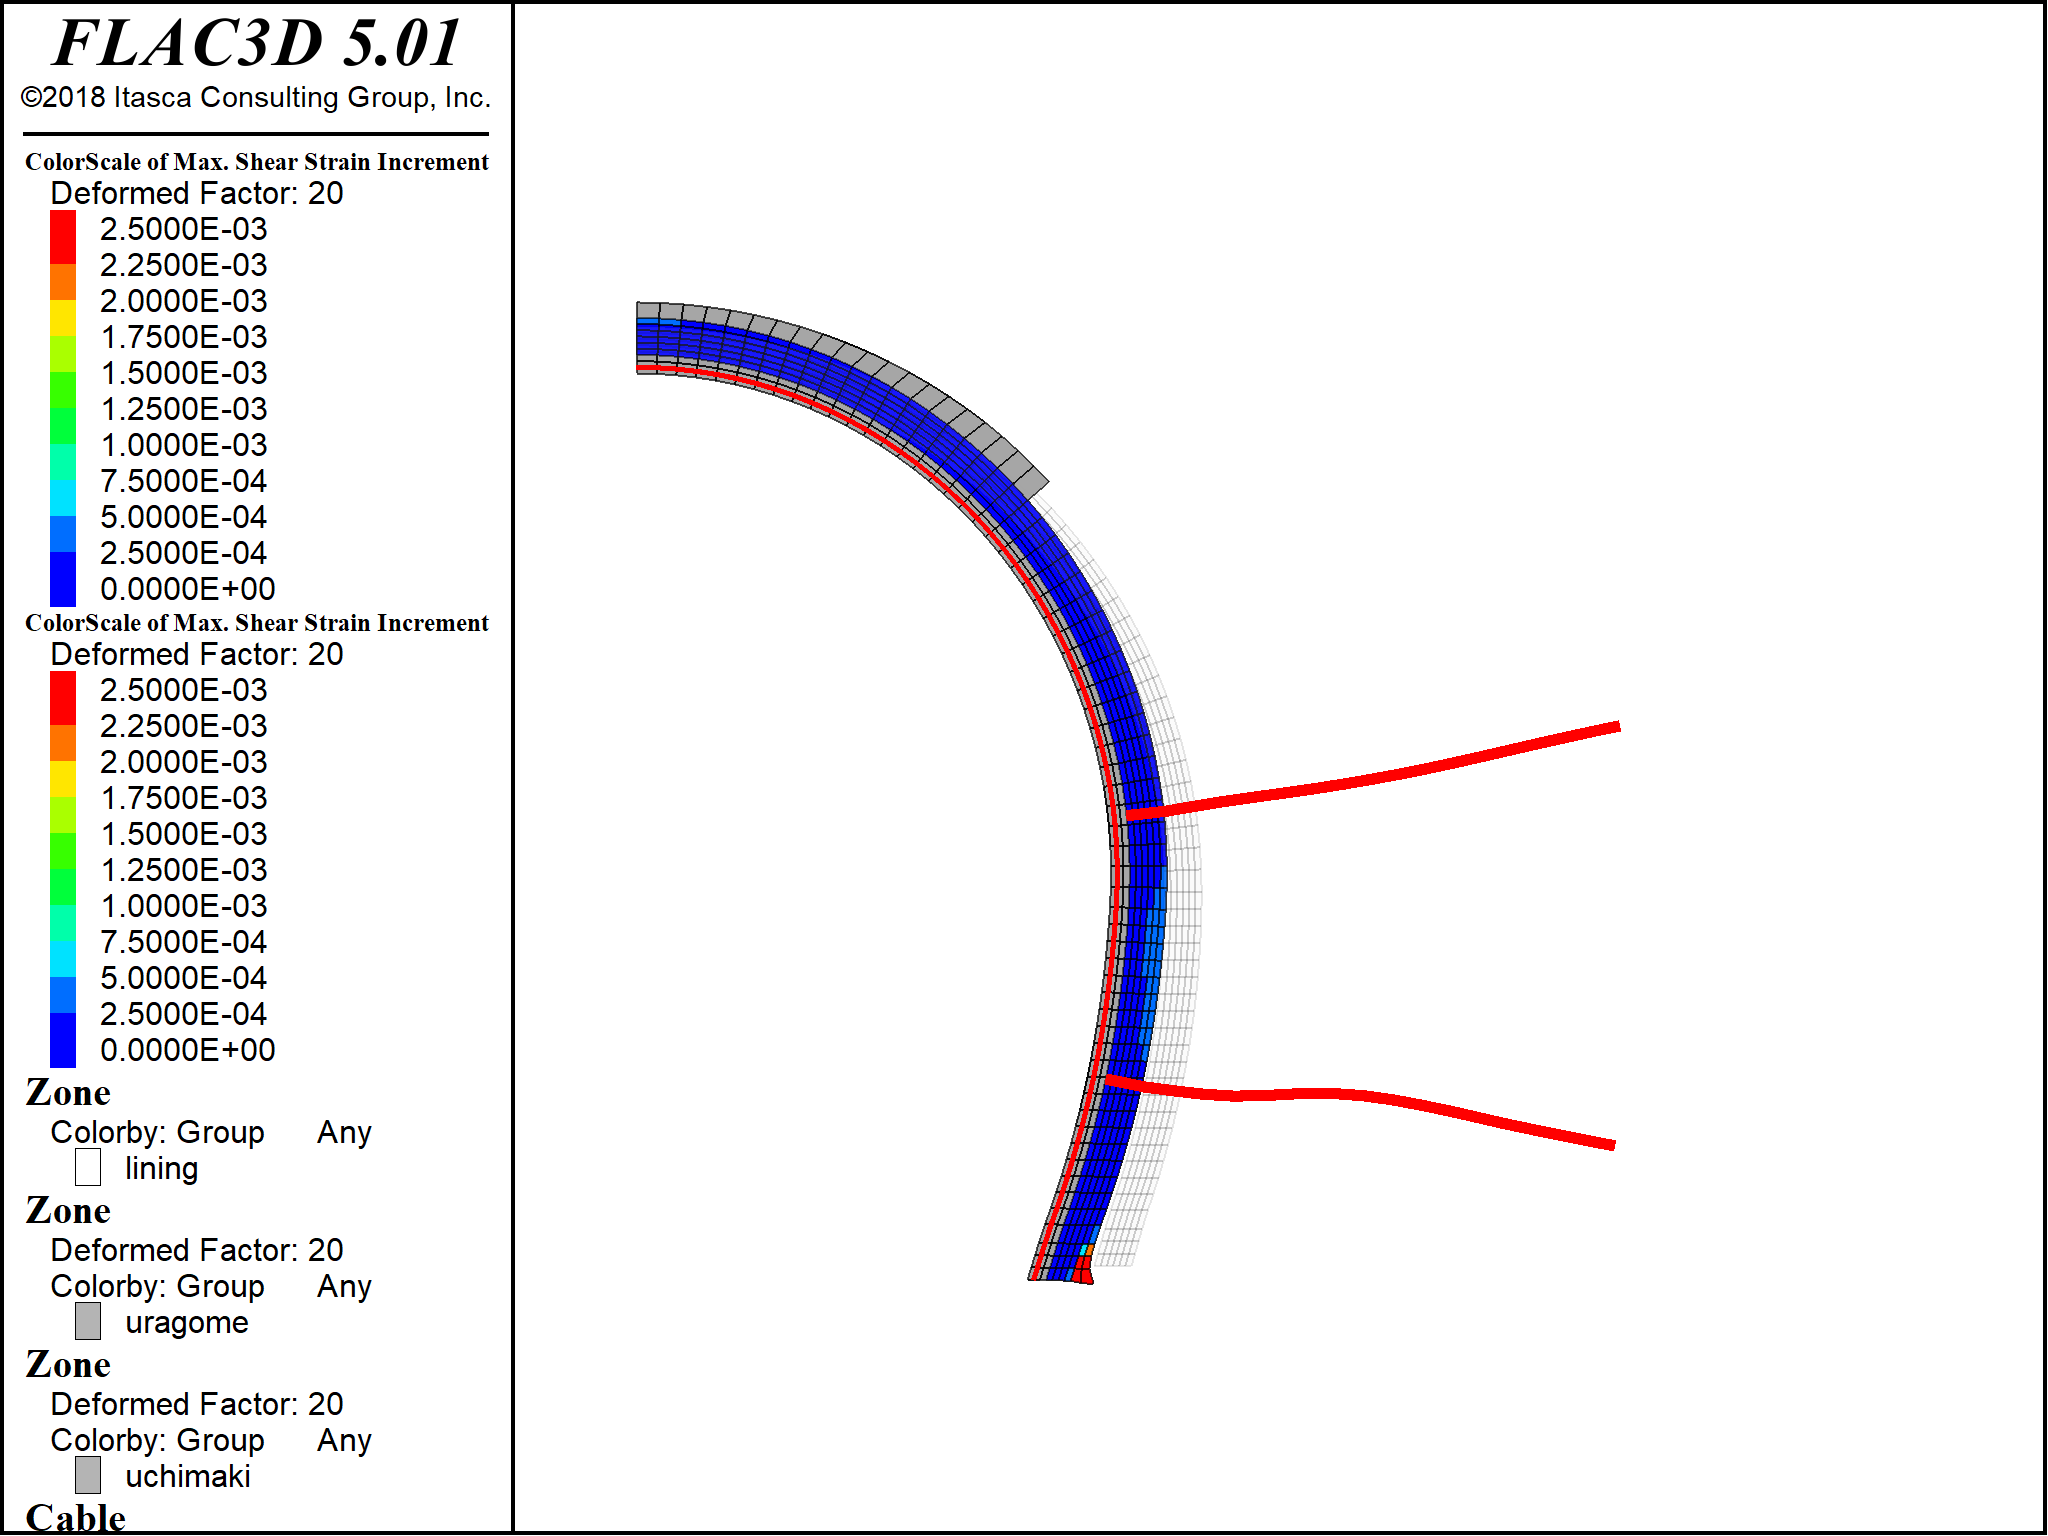 FLAC3D 5.01
©2018 Itasca Consulting Group, Inc.
ColorScale of Max. Shear Strain Increment
Deformed Factor: 20
2.5000E-03
2.2500E-03
2.0000E-03
1.7500E-03
1.5000E-03
1.2500E-03
1.0000E-03
7.5000E-04
5.0000E-04
2.5000E-04
0.0000E+00
ColorScale of Max. Shear Strain Increment
Deformed Factor: 20
2.5000E-03
2.2500E-03
2.0000E-03
1.7500E-03
1.5000E-03
1.2500E-03
1.0000E-03
7.5000E-04
5.0000E-04
2.5000E-04
0.0000E+00
Zone
Colorby: Group Any
lining
Zone
Deformed Factor: 20
Colorby: Group Any
uragome
Zone
Deformed Factor: 20
Colorby: Group Any
uchimaki
Cable